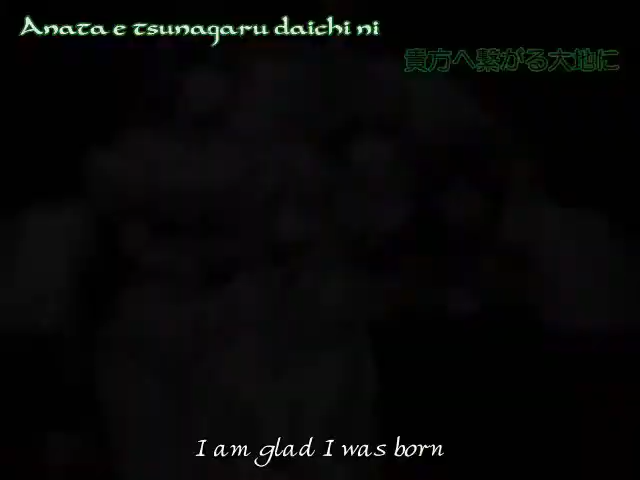 Anata e tsunagaru daichi ni
貴方へ繋がる大地に
I am glad I was born